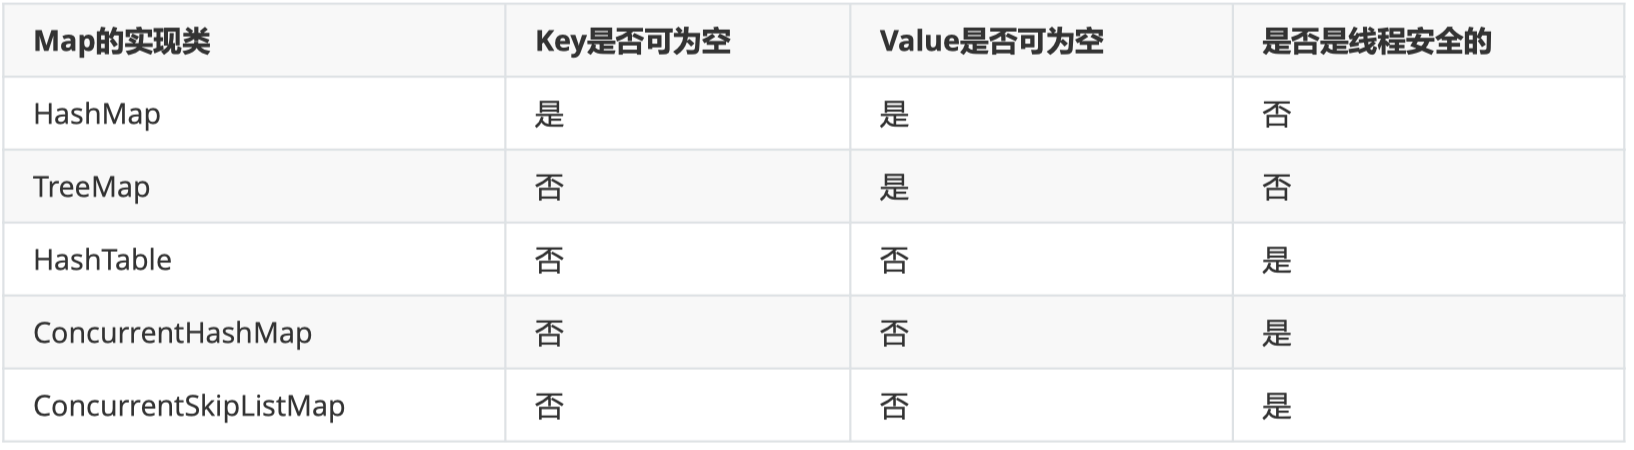 Map的实现类 Key是否可为空 Value是否可为空 是否是线程安全的
HashMap 是 是 否
TreeMap 否 是 否
HashTable 否 否 是
ConcurrentHashMap 否 否 是
ConcurrentSkipListMap 否 否 是